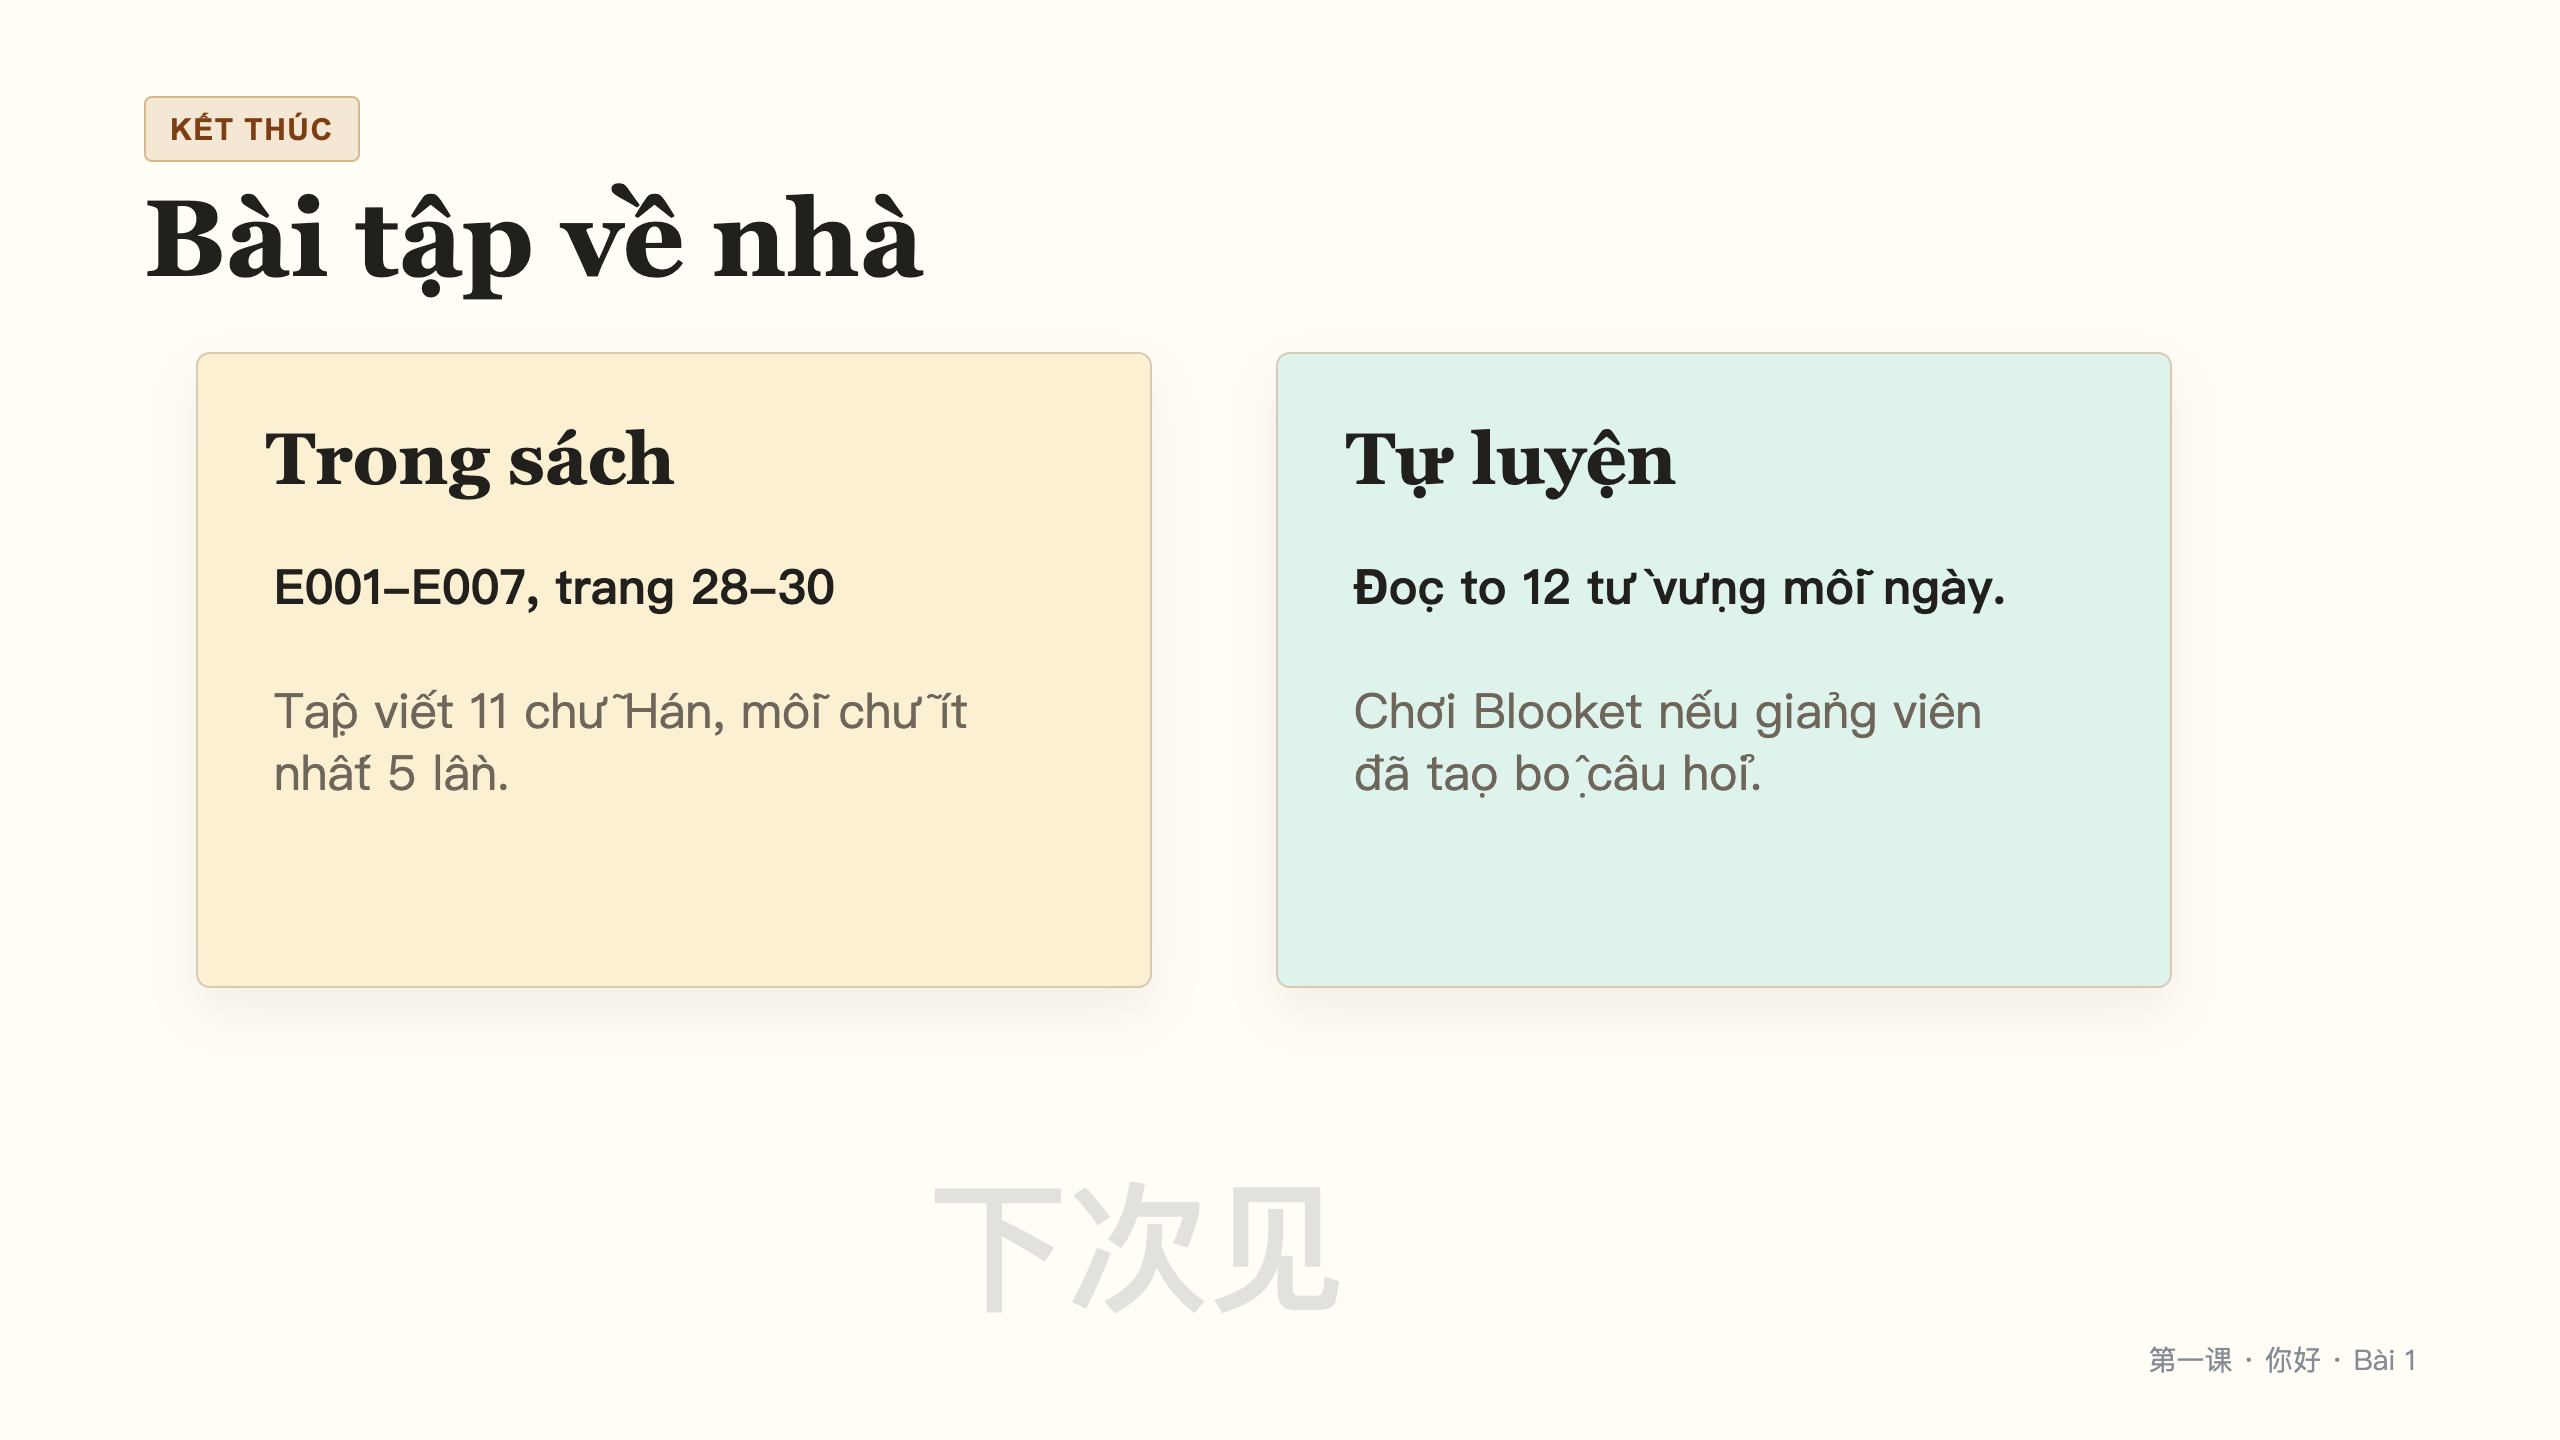 KẾT THÚC
Bài tập về nhà
Trong sách
E001–E007, trang 28–30
Tập viết 11 chữ Hán, mỗi chữ ít
nhất 5 lần.
Tự luyện
Đọc to 12 từ vựng mỗi ngày.
Chơi Blooket nếu giảng viên
đã tạo bộ câu hỏi.
下次见
第一课 · 你好 · Bài 1